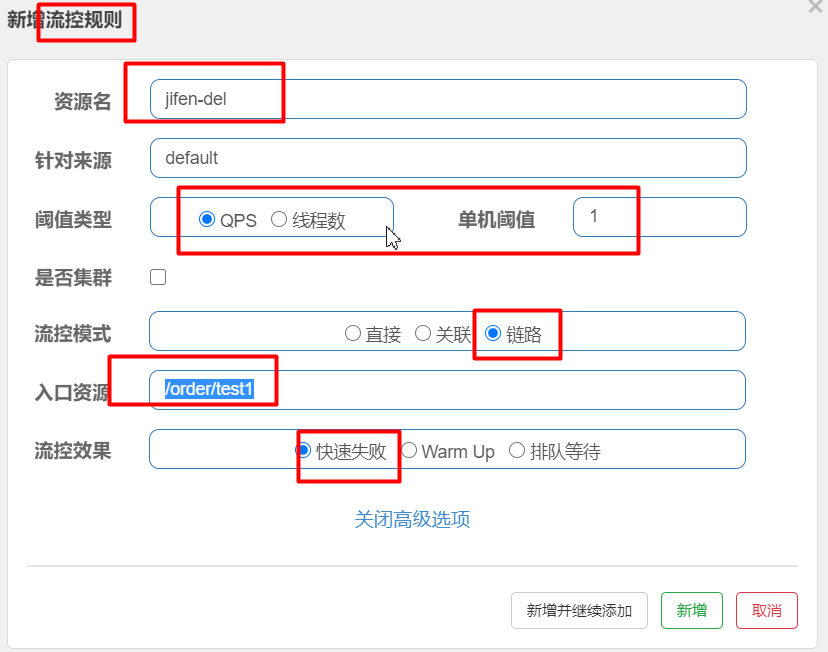 新增流控规则 ×
资源名 jifen-del
针对来源 default
阈值类型 QPS 线程数 单机阈值 1
是否集群
流控模式 直接 关联 链路
入口资源 /order/test1
流控效果 快速失败 Warm Up 排队等待
关闭高级选项
新增并继续添加 新增 取消